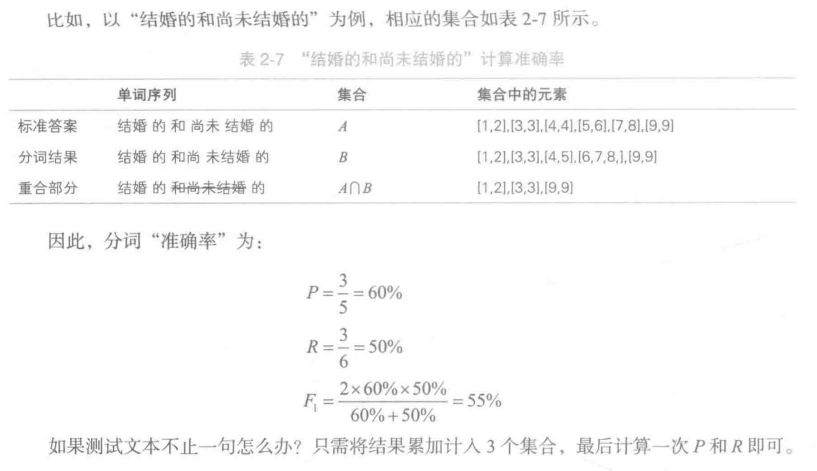 比如，以“结婚的和尚未结婚的”为例，相应的集合如表 2-7 所示。
表 2-7 “结婚的和尚未结婚的”计算准确率
单词序列 集合 集合中的元素
标准答案 结婚 的 和 尚未 结婚 的 A [1,2],[3,3],[4,4],[5,6],[7,8],[9,9]
分词结果 结婚 的 和尚 未结婚 的 B [1,2],[3,3],[4,5],[6,7,8,],[9,9]
重合部分 结婚 的 和尚未结婚 的 A∩B [1,2],[3,3],[9,9]
因此，分词“准确率”为：
P=3/5=60%
R=3/6=50%
F₁=2×60%×50%/60%+50%=55%
如果测试文本不止一句怎么办？只需将结果累加计入 3 个集合，最后计算一次 P 和 R 即可。